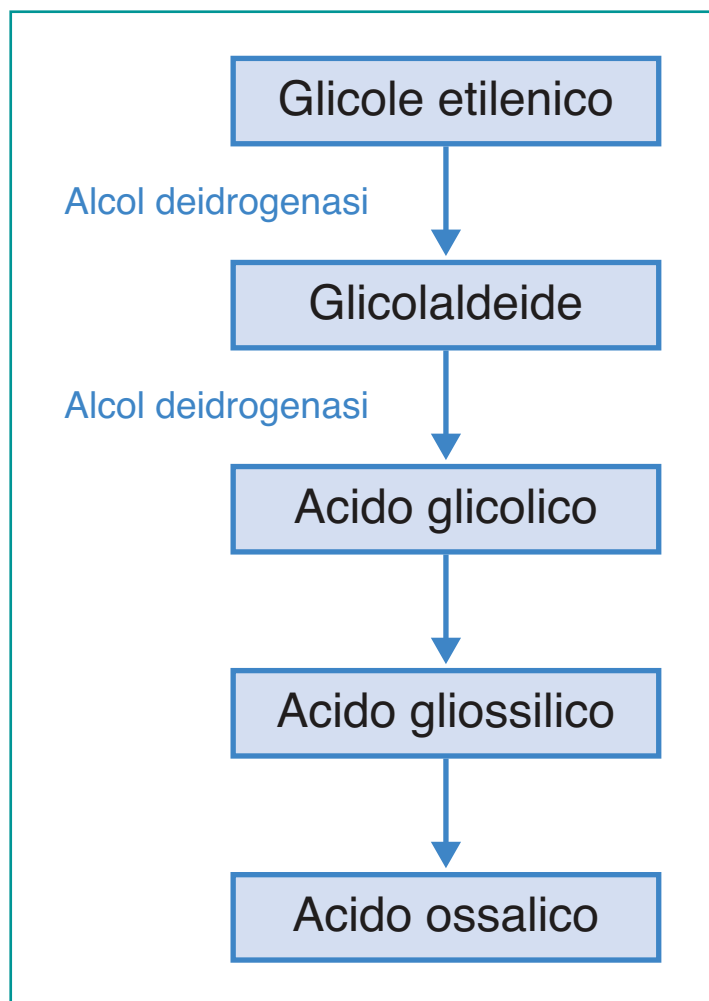 Glicole etilenico
Alcol deidrogenasi
Glicolaldeide
Alcol deidrogenasi
Acido glicolico
Acido gliossilico
Acido ossalico